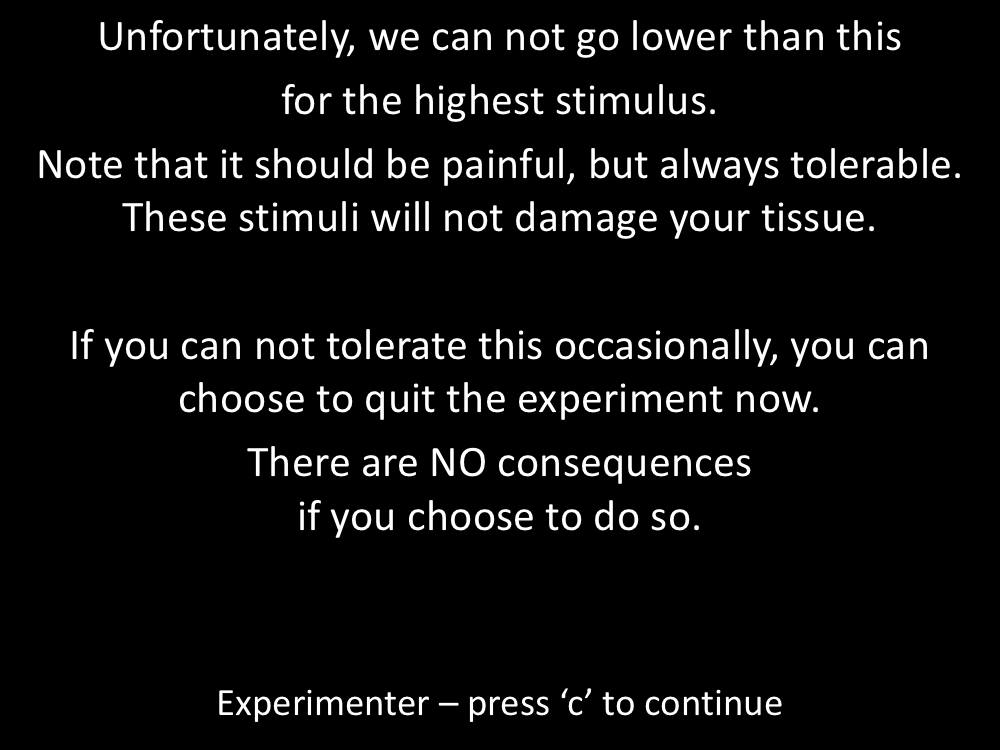 Unfortunately, we can not go lower than this
for the highest stimulus.
Note that it should be painful, but always tolerable.
These stimuli will not damage your tissue.
If you can not tolerate this occasionally, you can
choose to quit the experiment now.
There are NO consequences
if you choose to do so.
Experimenter – press ‘c’ to continue